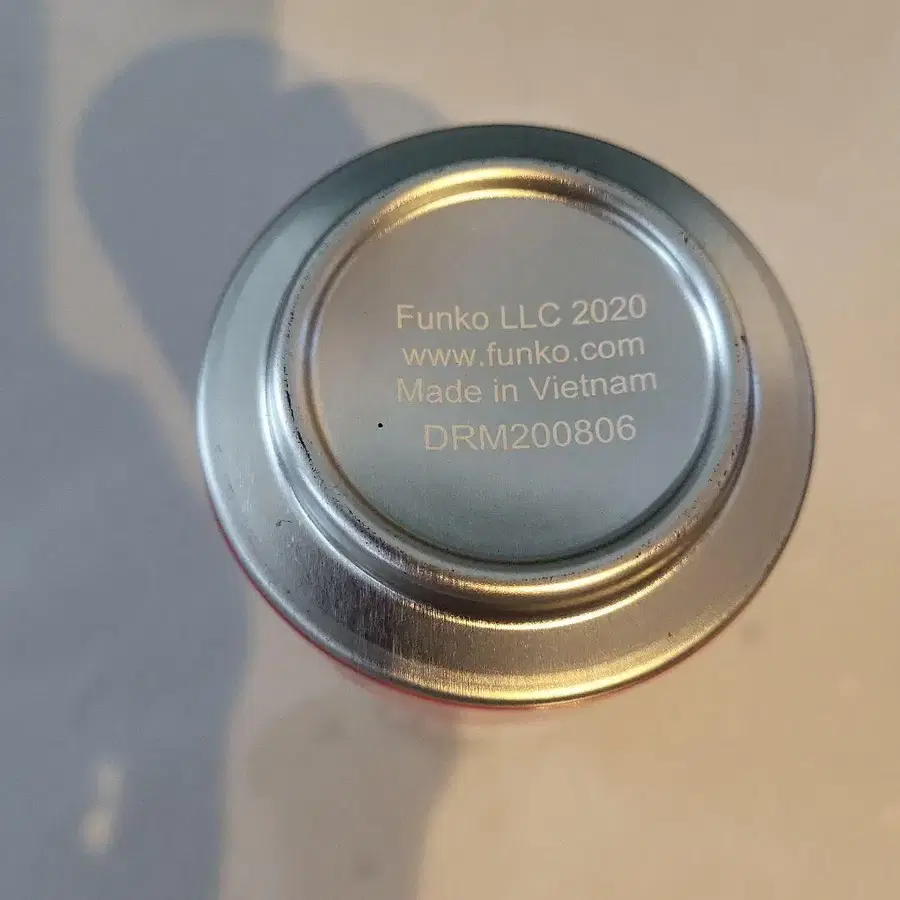 Funko LLC 2020
www.funko.com
Made in Vietnam
DRM200806